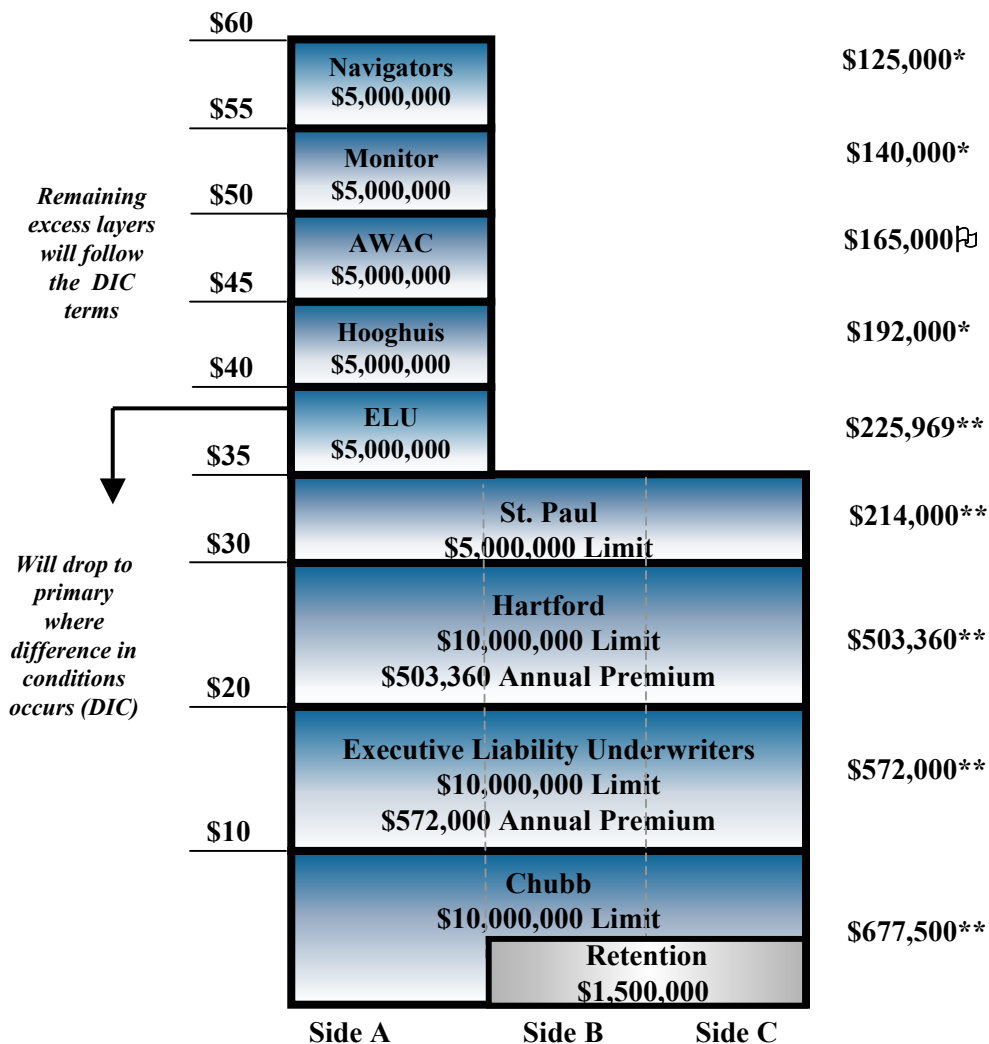 $60
Navigators
$5,000,000
$125,000*
$55
Monitor
$5,000,000
$140,000*
$50
Remaining
excess layers
will follow
the DIC
terms
AWAC
$5,000,000
$165,000
$45
Hooghuis
$5,000,000
$192,000*
$40
ELU
$5,000,000
$225,969**
$35
St. Paul
$5,000,000 Limit
$214,000**
$30
Will drop to
primary
where
difference in
conditions
occurs (DIC)
Hartford
$10,000,000 Limit
$503,360 Annual Premium
$503,360**
$20
Executive Liability Underwriters
$10,000,000 Limit
$572,000 Annual Premium
$572,000**
$10
Chubb
$10,000,000 Limit
$677,500**
Retention
$1,500,000
Side A
Side B
Side C